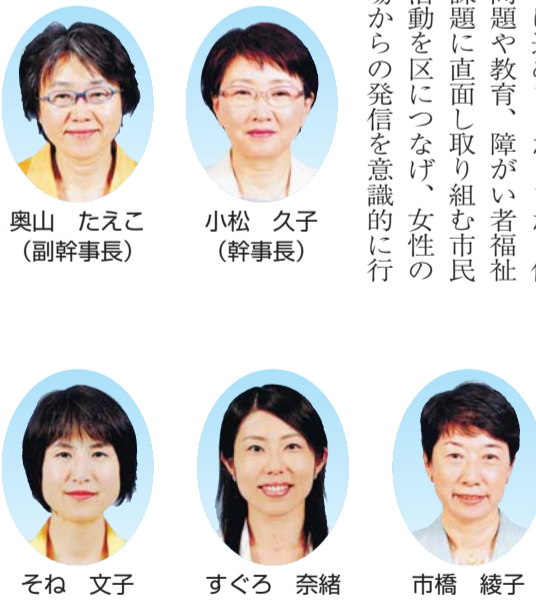 問題や教育、障がい者福祉
課題に直面し取り組む市民
活動を区につなげ、女性の
場からの発信を意識的に行
奥山　たえこ
（副幹事長）
小松　久子
（幹事長）
そね　文子
すぐろ　奈緒
市橋　綾子